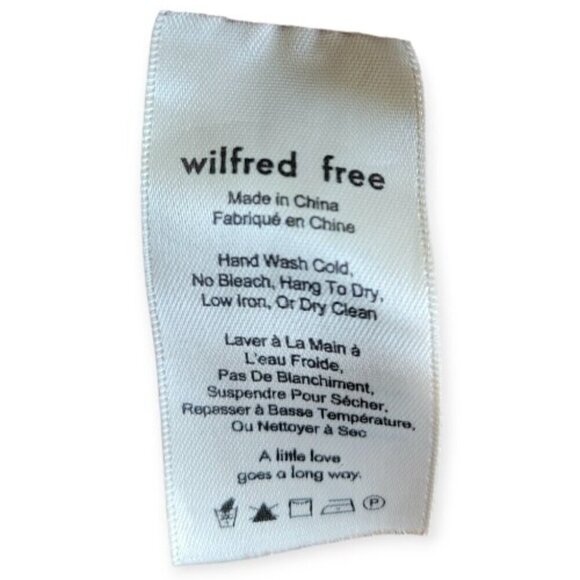 wilfred free
Made in China
Fabriqué en Chine
Hand Wash Cold,
No Bleach, Hang To Dry,
Low Iron, Or Dry Clean
Laver à La Main à
L'eau Froide,
Pas De Blanchiment,
Suspendre Pour Sécher,
Repasser à Basse Température,
Ou Nettoyer à Sec
A little love
goes a long way.
P